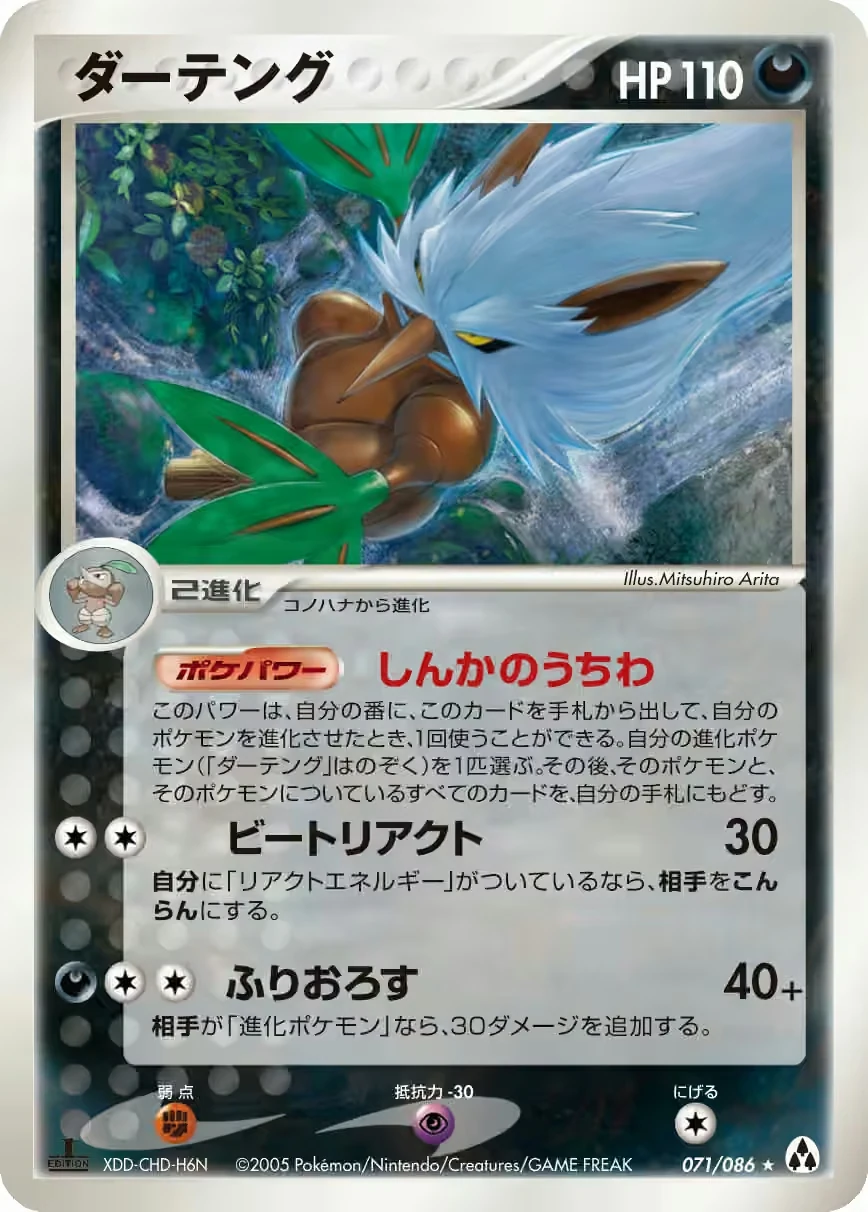 ダーテング HP 110
Illus.Mitsuhiro Arita
2進化
コノハナから進化
ポケパワー しんかのうちわ
このパワーは、自分の番に、このカードを手札から出して、自分の
ポケモンを進化させたとき、1回使うことができる。自分の進化ポケ
モン(「ダーテング」はのぞく)を1匹選ぶ。その後、そのポケモンと、
そのポケモンについているすべてのカードを、自分の手札にもどす。
ビートリアクト 30
自分に「リアクトエネルギー」がついているなら、相手をこん
らんにする。
ふりおろす 40+
相手が「進化ポケモン」なら、30ダメージを追加する。
弱点 抵抗力 -30 にげる
1 EDITION XDD-CHD-H6N ©2005 Pokémon/Nintendo/Creatures/GAME FREAK 071/086 ★